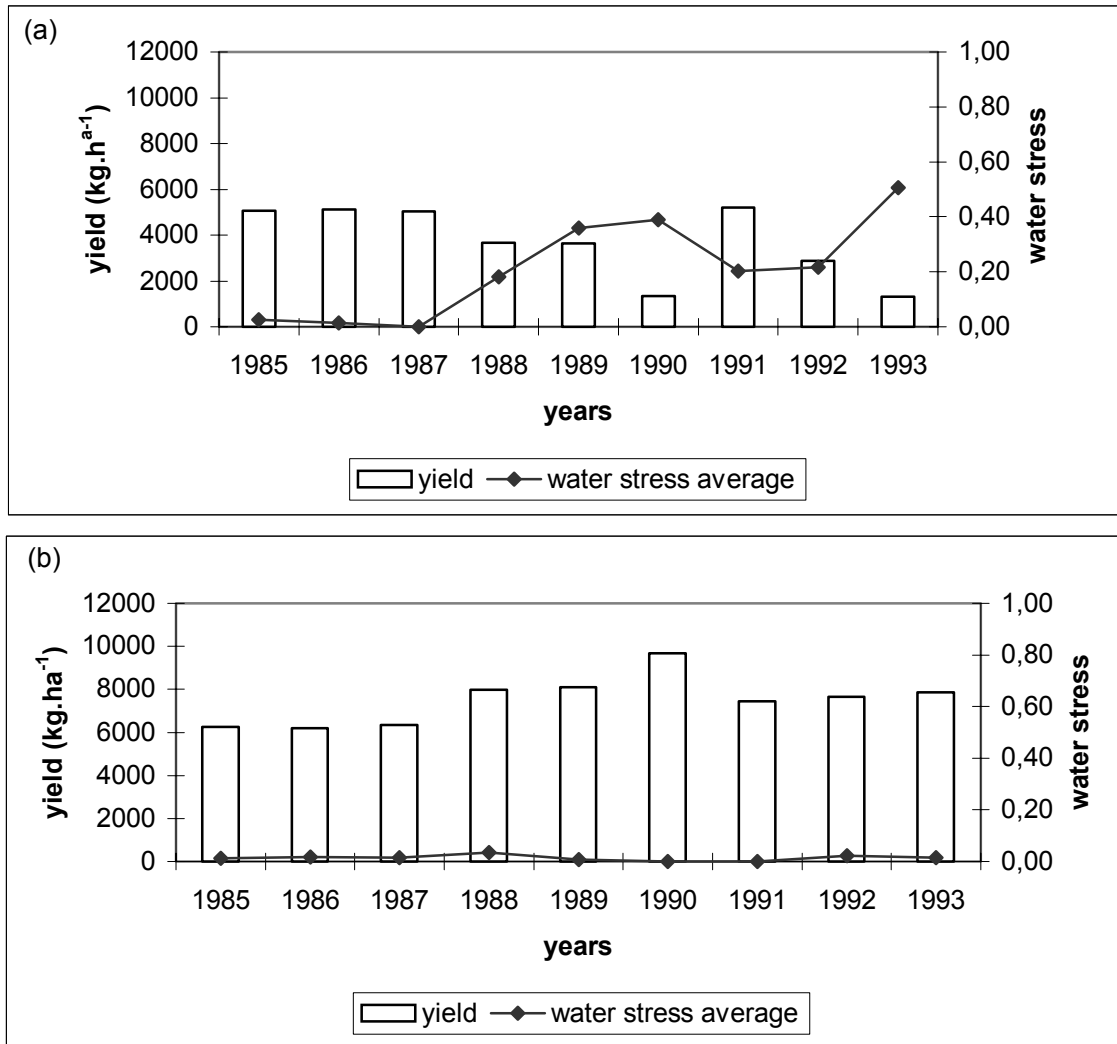 (a)
12000
10000
8000
6000
4000
2000
0
yield (kg.h^a-1)
1,00
0,80
0,60
0,40
0,20
0,00
water stress
1985 1986 1987 1988 1989 1990 1991 1992 1993
years
yield water stress average
(b)
12000
10000
8000
6000
4000
2000
0
yield (kg.ha^-1)
1,00
0,80
0,60
0,40
0,20
0,00
water stress
1985 1986 1987 1988 1989 1990 1991 1992 1993
years
yield water stress average